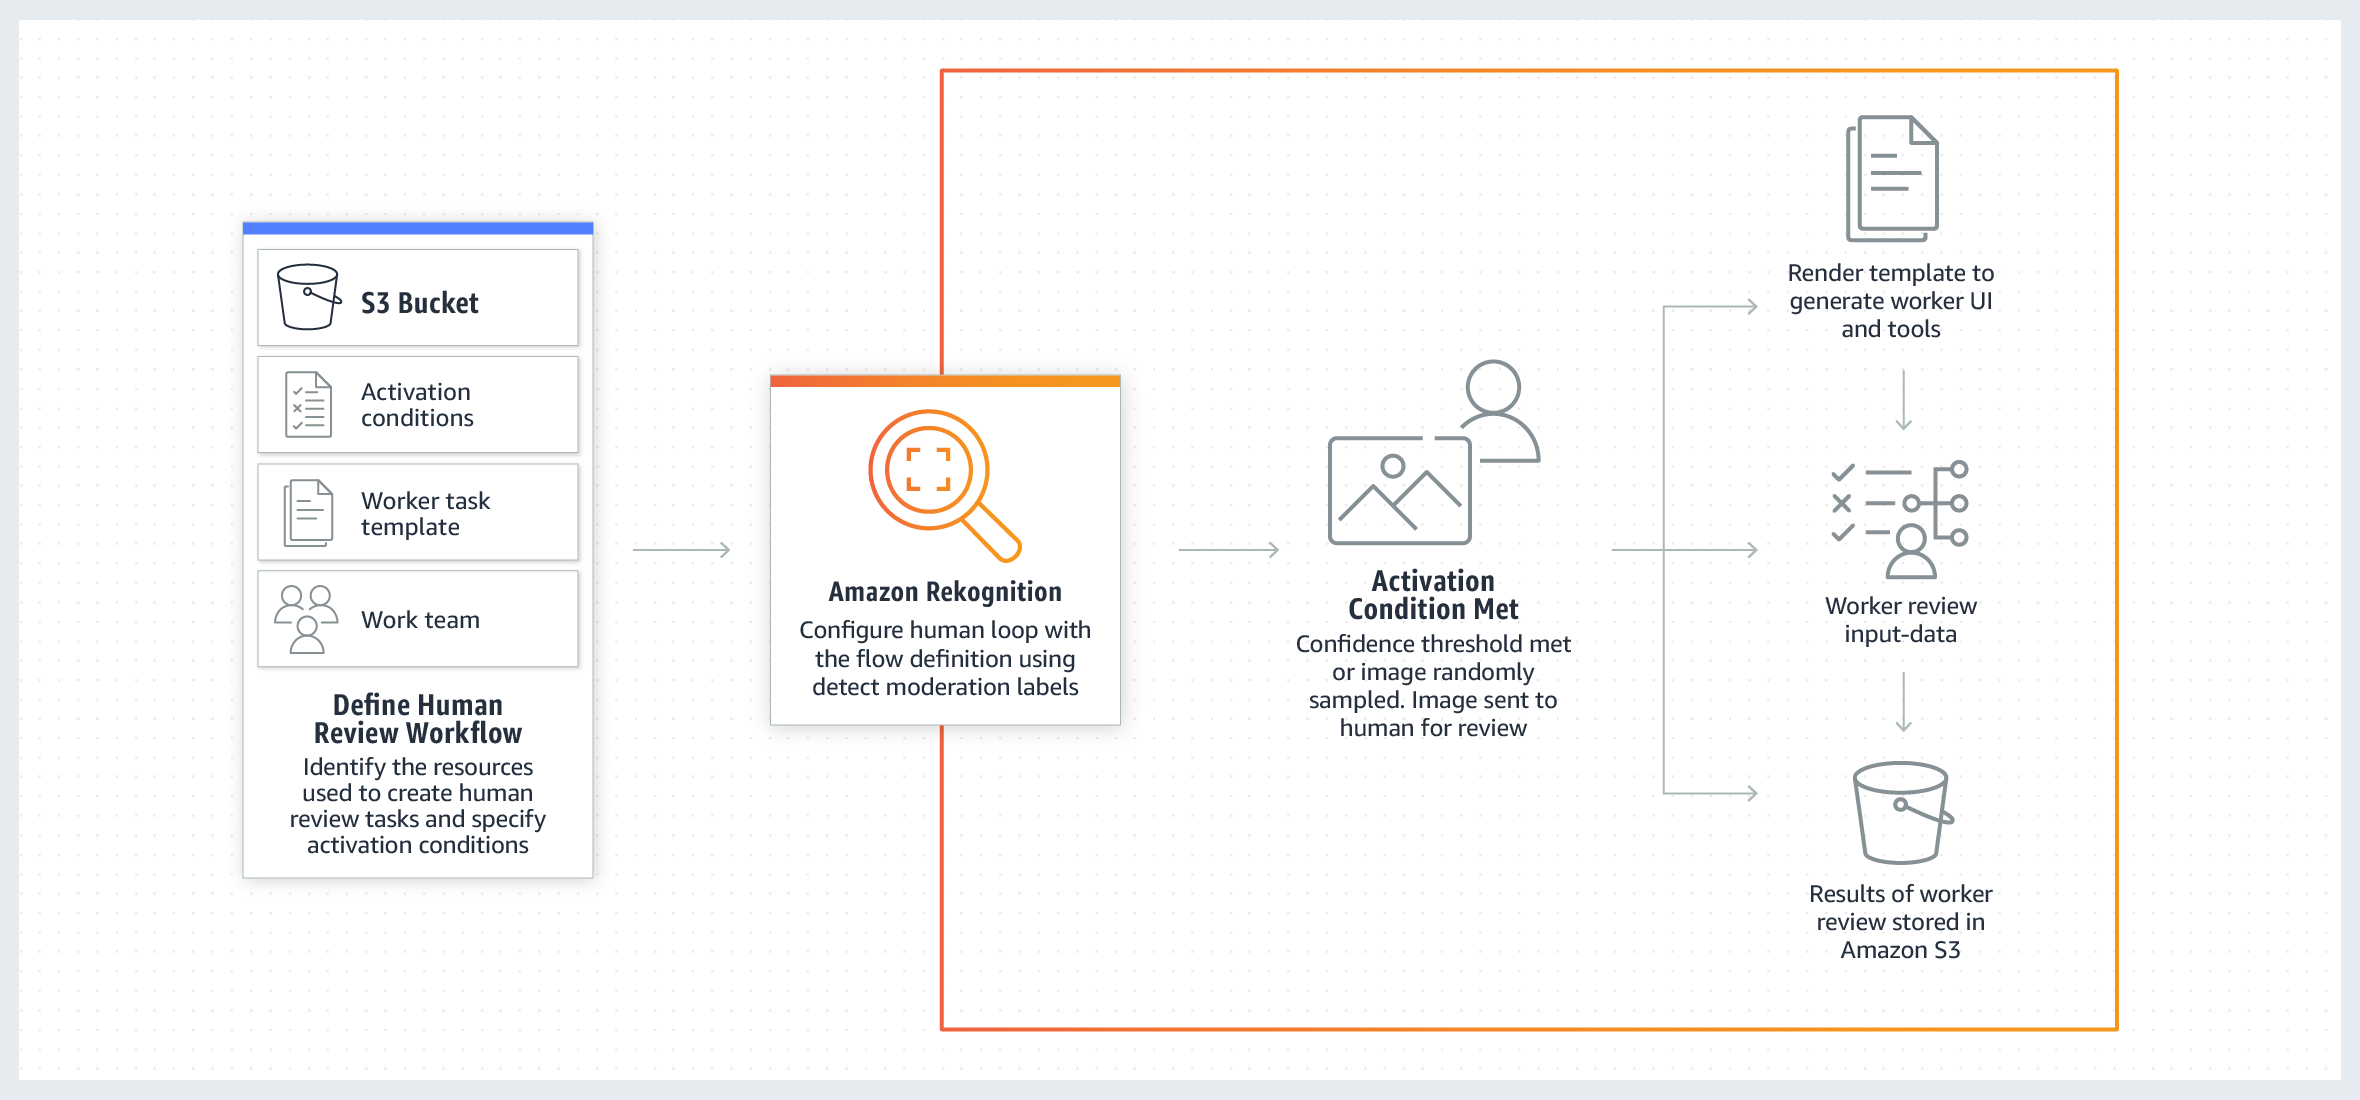 S3 Bucket
Activation
conditions
Worker task
template
Work team
Define Human
Review Workflow
Identify the resources
used to create human
review tasks and specify
activation conditions
Amazon Rekognition
Configure human loop with
the flow definition using
detect moderation labels
Activation
Condition Met
Confidence threshold met
or image randomly
sampled. Image sent to
human for review
Render template to
generate worker UI
and tools
Worker review
input-data
Results of worker
review stored in
Amazon S3